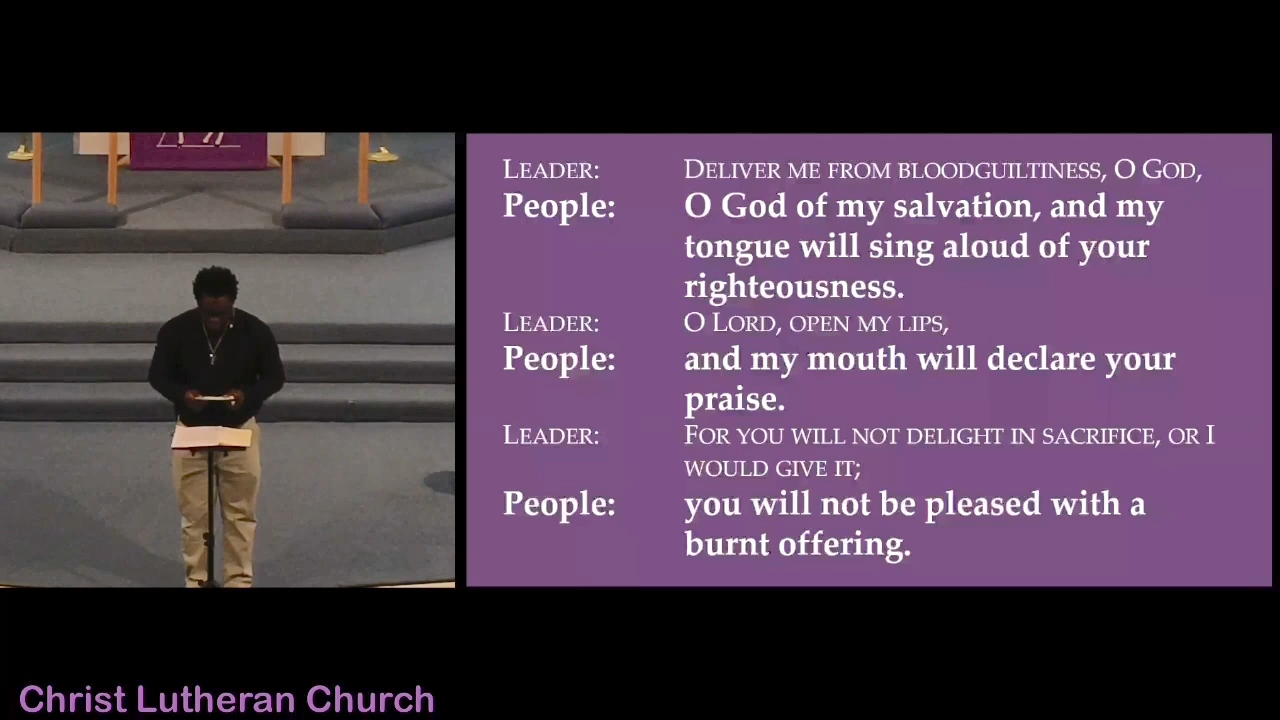 LEADER: DELIVER ME FROM BLOODGUILTINESS, O GOD,
People: O God of my salvation, and my
tongue will sing aloud of your
righteousness.
LEADER: O LORD, OPEN MY LIPS,
People: and my mouth will declare your
praise.
LEADER: FOR YOU WILL NOT DELIGHT IN SACRIFICE, OR I
WOULD GIVE IT;
People: you will not be pleased with a
burnt offering.
Christ Lutheran Church